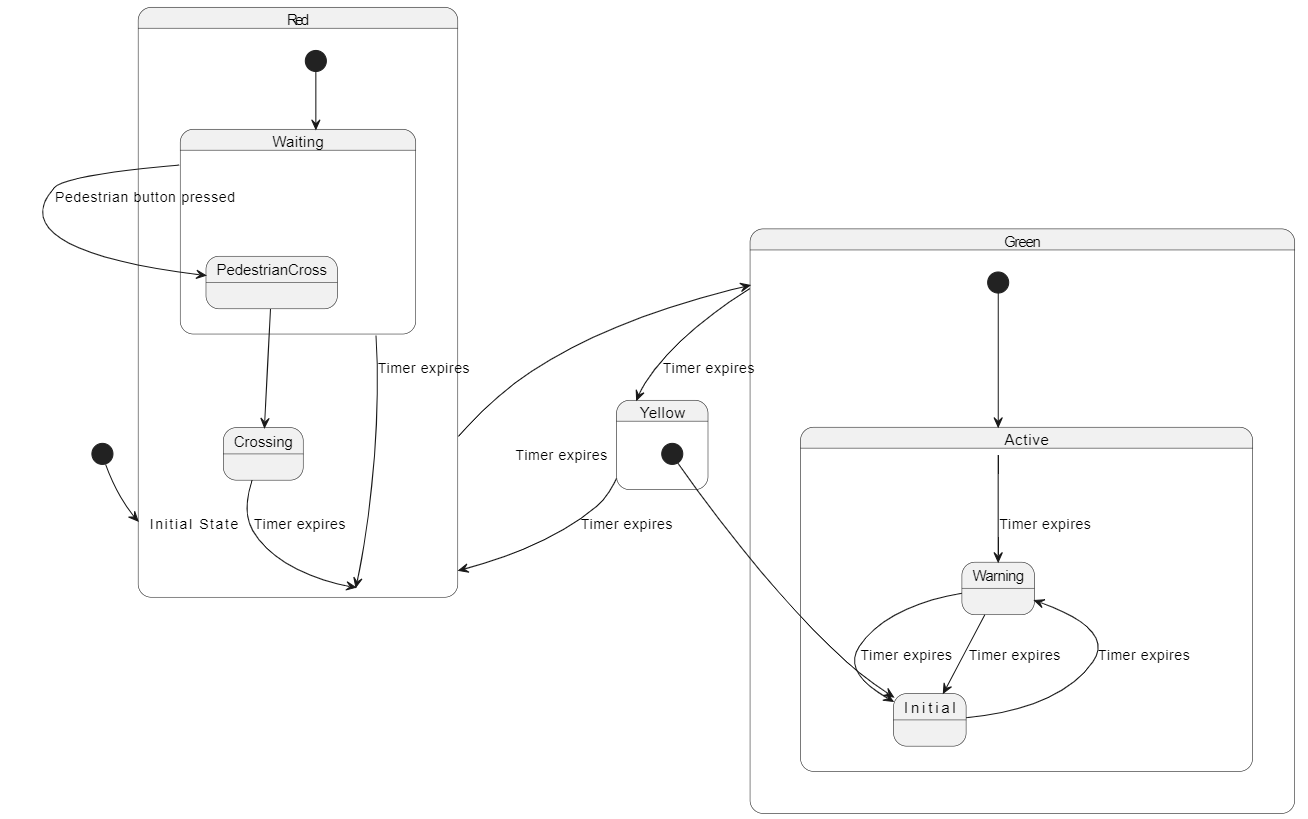 Red
Waiting
Pedestrian button pressed
Green
PedestrianCross
Timer expires
Timer expires
Yellow
Crossing
Active
Timer expires
Initial State
Timer expires
Timer expires
Timer expires
Warning
Timer expires
Timer expires
Timer expires
Initial